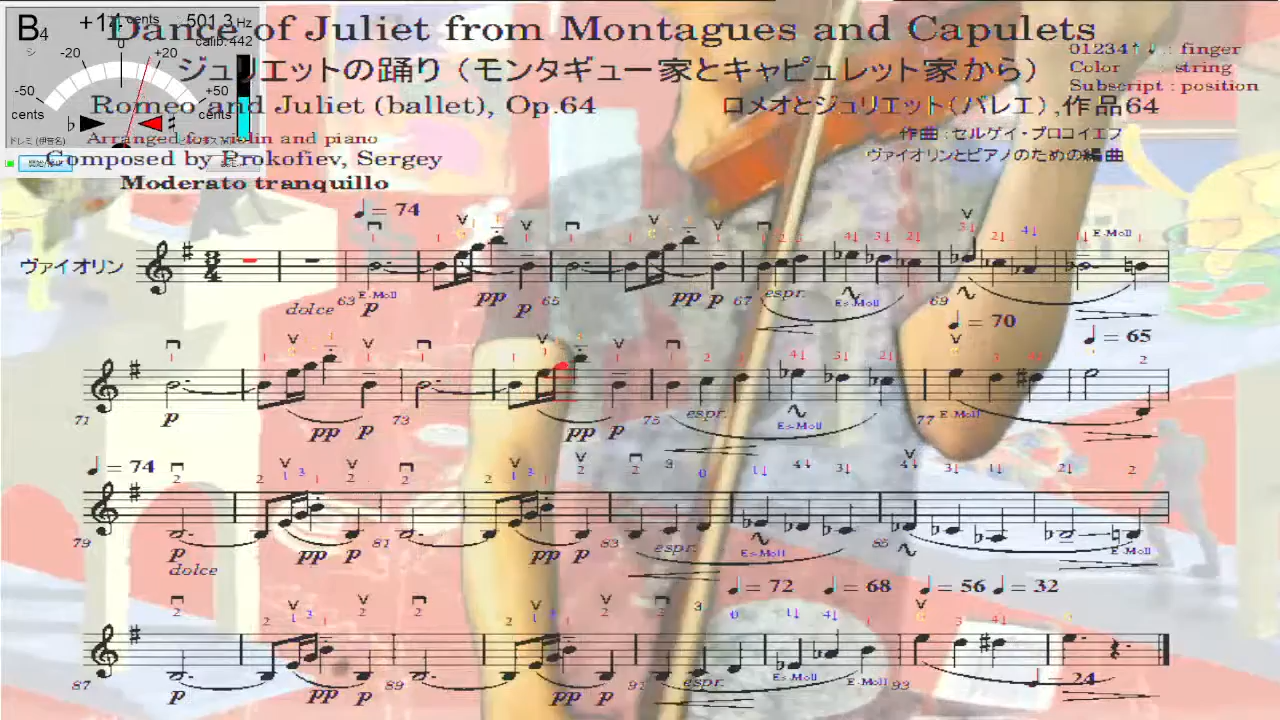 B4 +14 cents 501.3 Hz
calib. 442
-20 0 +20
-50 cents +50 cents
♭ ♯
Dance of Juliet from Montagues and Capulets
ジュリエットの踊り（モンタギュー家とキャピュレット家から）
Romeo and Juliet (ballet), Op.64
ロメオとジュリエット(バレエ),作品64
01234↑↓ : finger
Color : string
Subscript : position
Arranged for violin and piano
Composed by Prokofiev, Sergey
作曲：セルゲイ・プロコイエフ
ヴァイオリンとピアノのための編曲
Moderato tranquillo
♩ = 74
ヴァイオリン
3 4
dolce 63 E-Moll p pp p 65 pp p 67 espr. Es-Moll 69 E-Moll
♩ = 70 ♩ = 65
71 p pp p 73 pp p 75 espr. Es-Moll 77 E-Moll
♩ = 74
79 p dolce pp p 81 pp p 83 espr. Es-Moll 85 E-Moll
♩ = 72 ♩ = 68 ♩ = 56 ♩ = 32
87 p pp p 89 pp p 91 espr. Es-Moll E-Moll 93 ♩ = 24